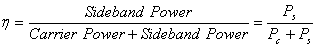 η = Sideband Power / Carrier Power + Sideband Power = P_s / P_c + P_s